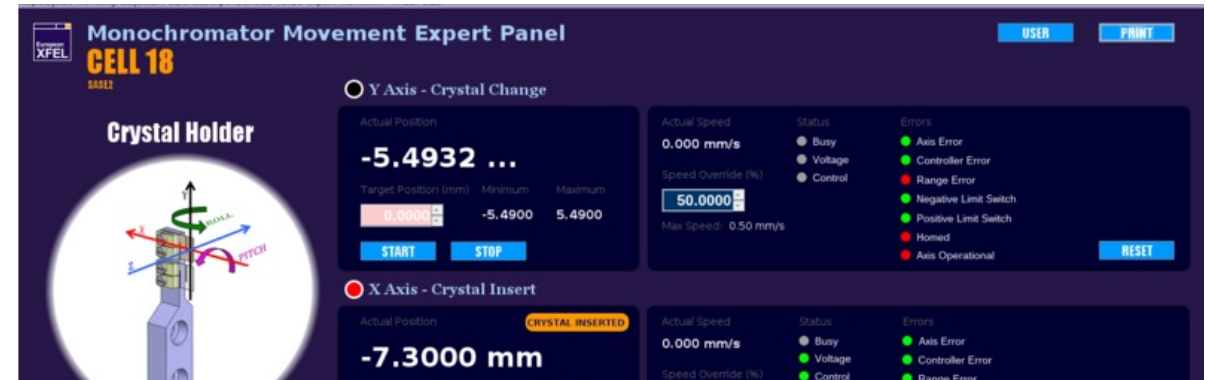 Monochromator Movement Expert Panel
USER
PRINT
European
XFEL
CELL 18
SASE2
Y Axis - Crystal Change
Crystal Holder
Y
ROLL
X
Z
PITCH
Actual Position
-5.4932 ...
Target Position (mm) Minimum Maximum
0.0000 -5.4900 5.4900
START STOP
Actual Speed Status Errors
0.000 mm/s Busy Axis Error
Voltage Controller Error
Speed Override (%) Control Range Error
50.0000 Negative Limit Switch
Max Speed: 0.50 mm/s Positive Limit Switch
Homed
Axis Operational
RESET
X Axis - Crystal Insert
Actual Position CRYSTAL INSERTED
-7.3000 mm
Actual Speed Status Errors
0.000 mm/s Busy Axis Error
Voltage Controller Error
Speed Override (%) Control Range Error